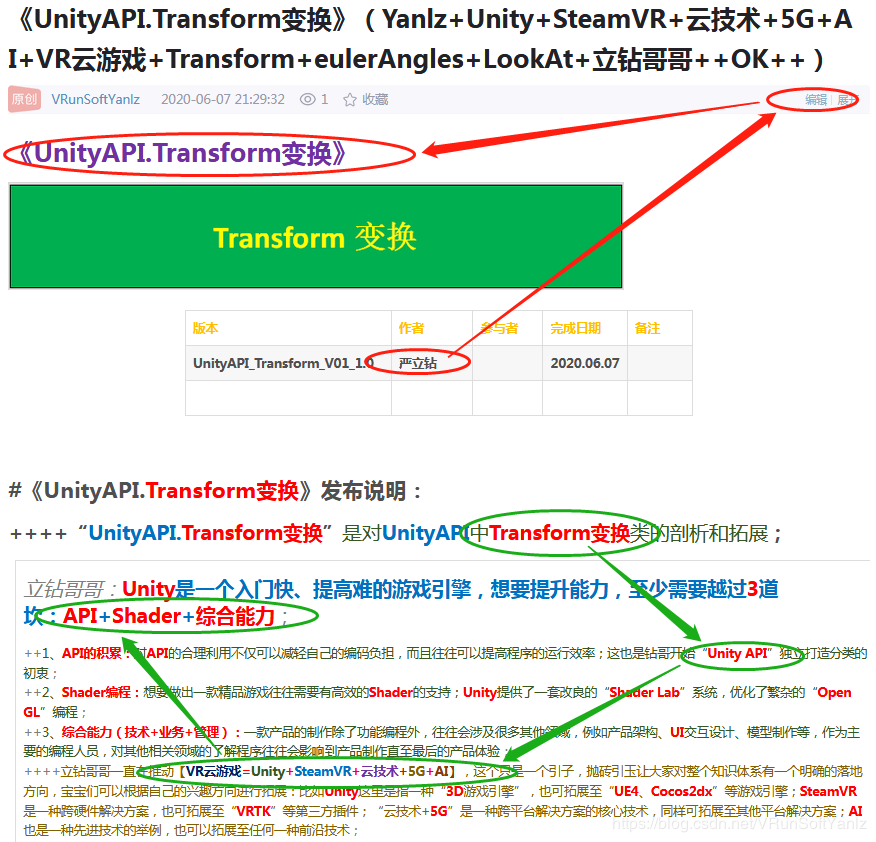 《UnityAPI.Transform变换》（Yanlz+Unity+SteamVR+云技术+5G+A
I+VR云游戏+Transform+eulerAngles+LookAt+立钻哥哥++OK++）
原创 VRunSoftYanlz 2020-06-07 21:29:32 1 收藏 编辑 展开
《UnityAPI.Transform变换》
Transform 变换
版本 作者 参与者 完成日期 备注
UnityAPI_Transform_V01_1.0 严立钻 2020.06.07
#《UnityAPI.Transform变换》发布说明：
++++“UnityAPI.Transform变换”是对UnityAPI中Transform变换类的剖析和拓展；
立钻哥哥：Unity是一个入门快、提高难的游戏引擎，想要提升能力，至少需要越过3道
坎：API+Shader+综合能力；
++1、API的积累：对API的合理利用不仅可以减轻自己的编码负担，而且往往可以提高程序的运行效率；这也是钻哥开始“Unity API”独立打造分类的
初衷；
++2、Shader编程：想要做出一款精品游戏往往需要有高效的Shader的支持；Unity提供了一套改良的“Shader Lab”系统，优化了繁杂的“Open
GL”编程；
++3、综合能力（技术+业务+管理）：一款产品的制作除了功能编程外，往往会涉及很多其他领域，例如产品架构、UI交互设计、模型制作等，作为主
要的编程人员，对其他相关领域的了解程序往往会影响到产品制作直至最后的产品体验；
++++立钻哥哥一直在推动【VR云游戏=Unity+SteamVR+云技术+5G+AI】，这个只是一个引子，抛砖引玉让大家对整个知识体系有一个明确的落地
方向，宝宝们可以根据自己的兴趣方向进行拓展：比如Unity这里是指一种“3D游戏引擎”，也可拓展至“UE4、Cocos2dx”等游戏引擎；SteamVR
是一种跨硬件解决方案，也可拓展至“VRTK”等第三方插件；“云技术+5G”是一种跨平台解决方案的核心技术，同样可拓展至其他平台解决方案；AI
也是一种先进技术的举例，也可以拓展至任何一种前沿技术；
https://blog.csdn.net/VRunSoftYanlz